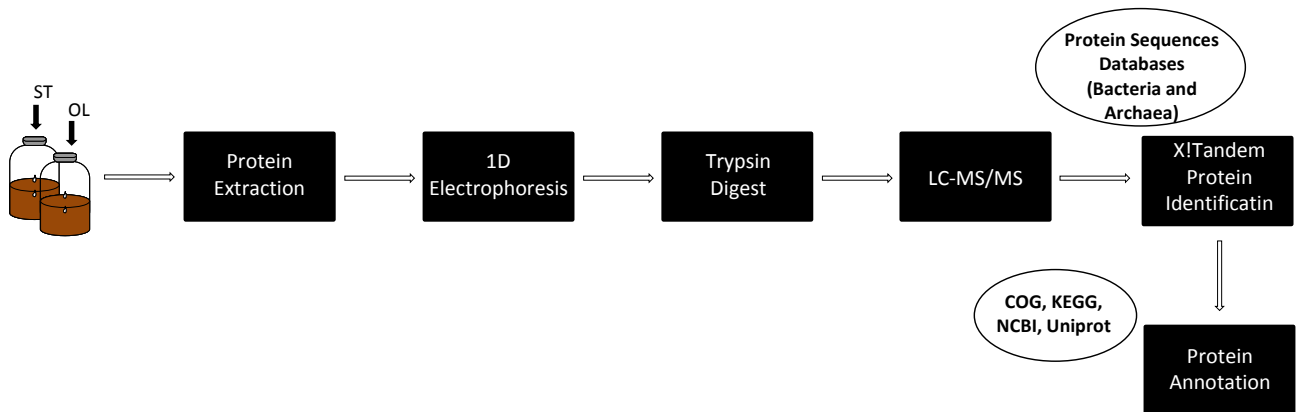 ST
OL
Protein
Extraction
1D
Electrophoresis
Trypsin
Digest
LC-MS/MS
Protein Sequences
Databases
(Bacteria and
Archaea)
X!Tandem
Protein
Identificatin
COG, KEGG,
NCBI, Uniprot
Protein
Annotation